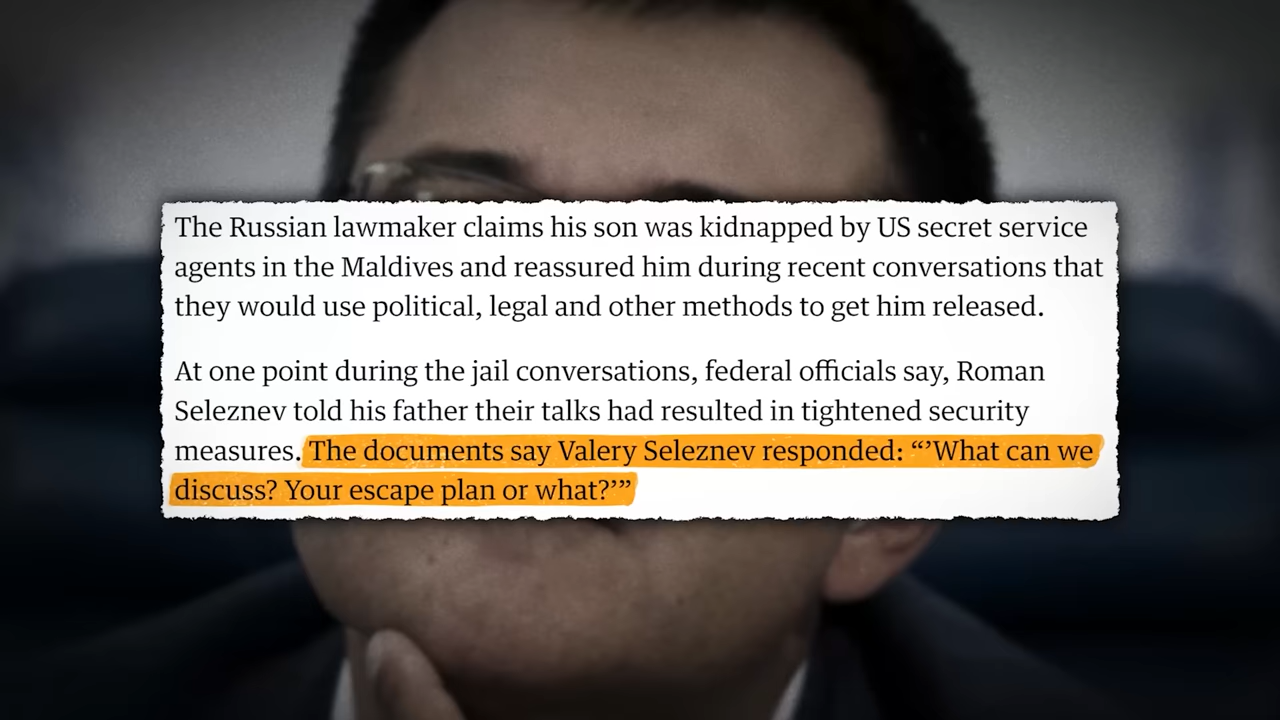 The Russian lawmaker claims his son was kidnapped by US secret service
agents in the Maldives and reassured him during recent conversations that
they would use political, legal and other methods to get him released.
At one point during the jail conversations, federal officials say, Roman
Seleznev told his father their talks had resulted in tightened security
measures. The documents say Valery Seleznev responded: “’What can we
discuss? Your escape plan or what?’”